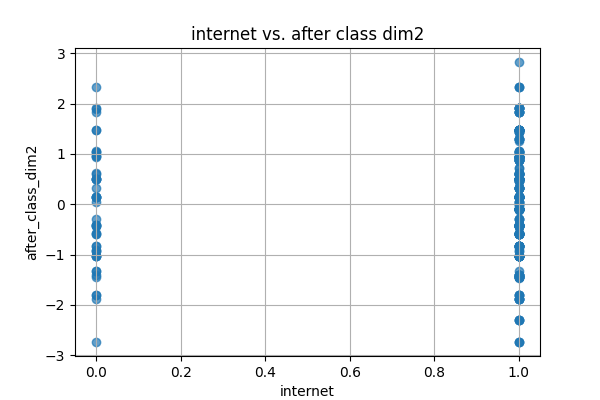 internet vs. after class dim2
3
2
1
0
−1
−2
−3
after_class_dim2
0.0 0.2 0.4 0.6 0.8 1.0
internet